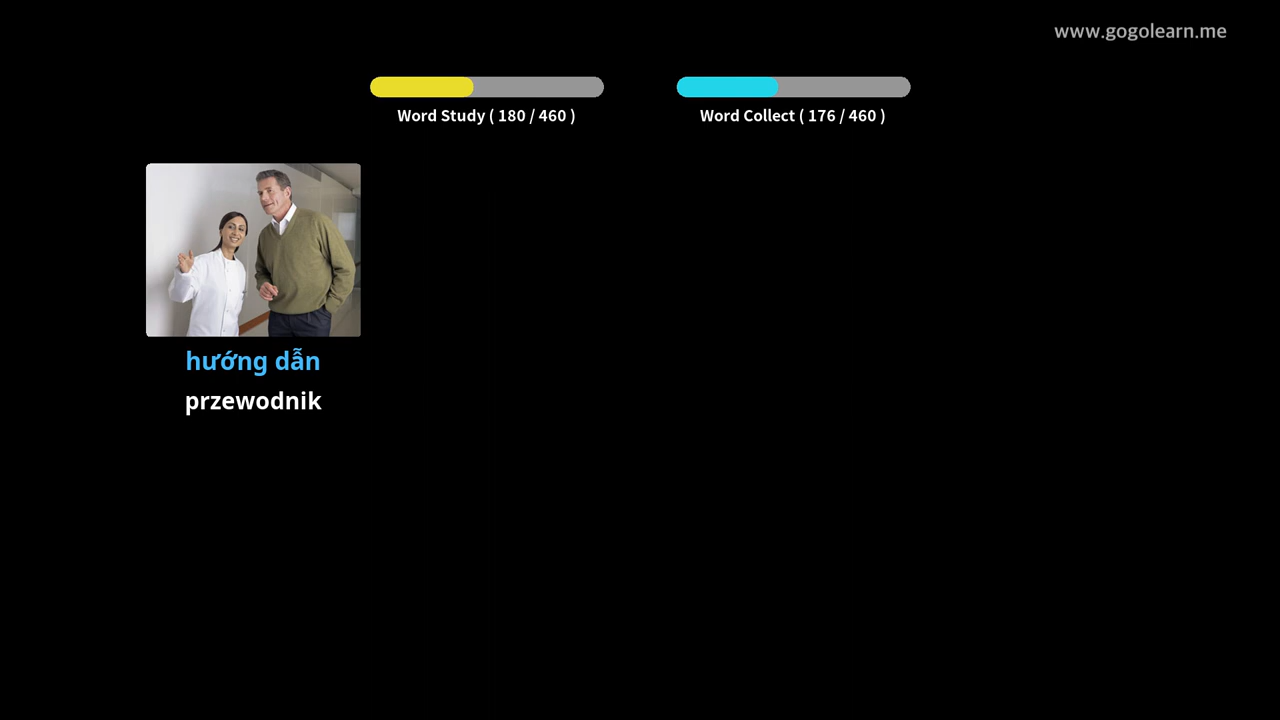 www.gogolearn.me
Word Study ( 180 / 460 )
Word Collect ( 176 / 460 )
hướng dẫn
przewodnik